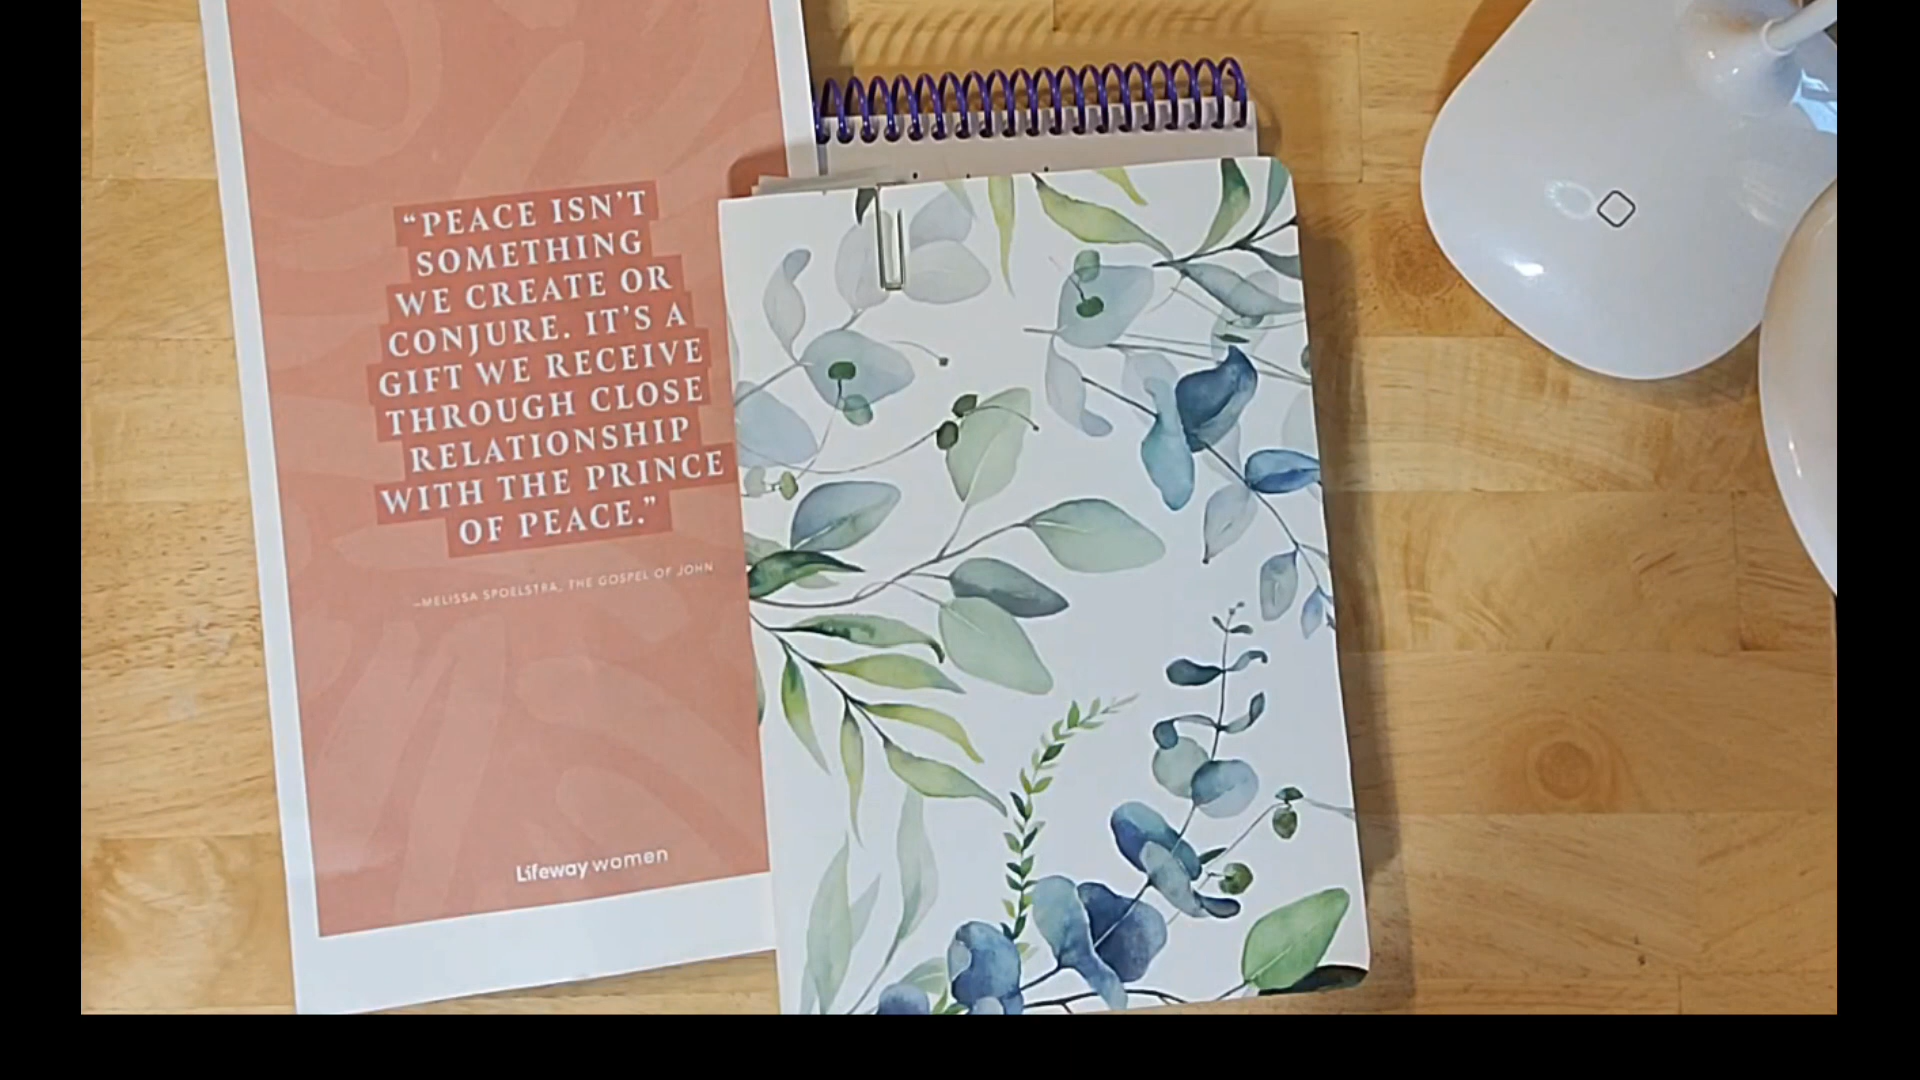 “PEACE ISN’T
SOMETHING
WE CREATE OR
CONJURE. IT’S A
GIFT WE RECEIVE
THROUGH CLOSE
RELATIONSHIP
WITH THE PRINCE
OF PEACE.”
–MELISSA SPOELSTRA, THE GOSPEL OF JOHN
Lifeway women